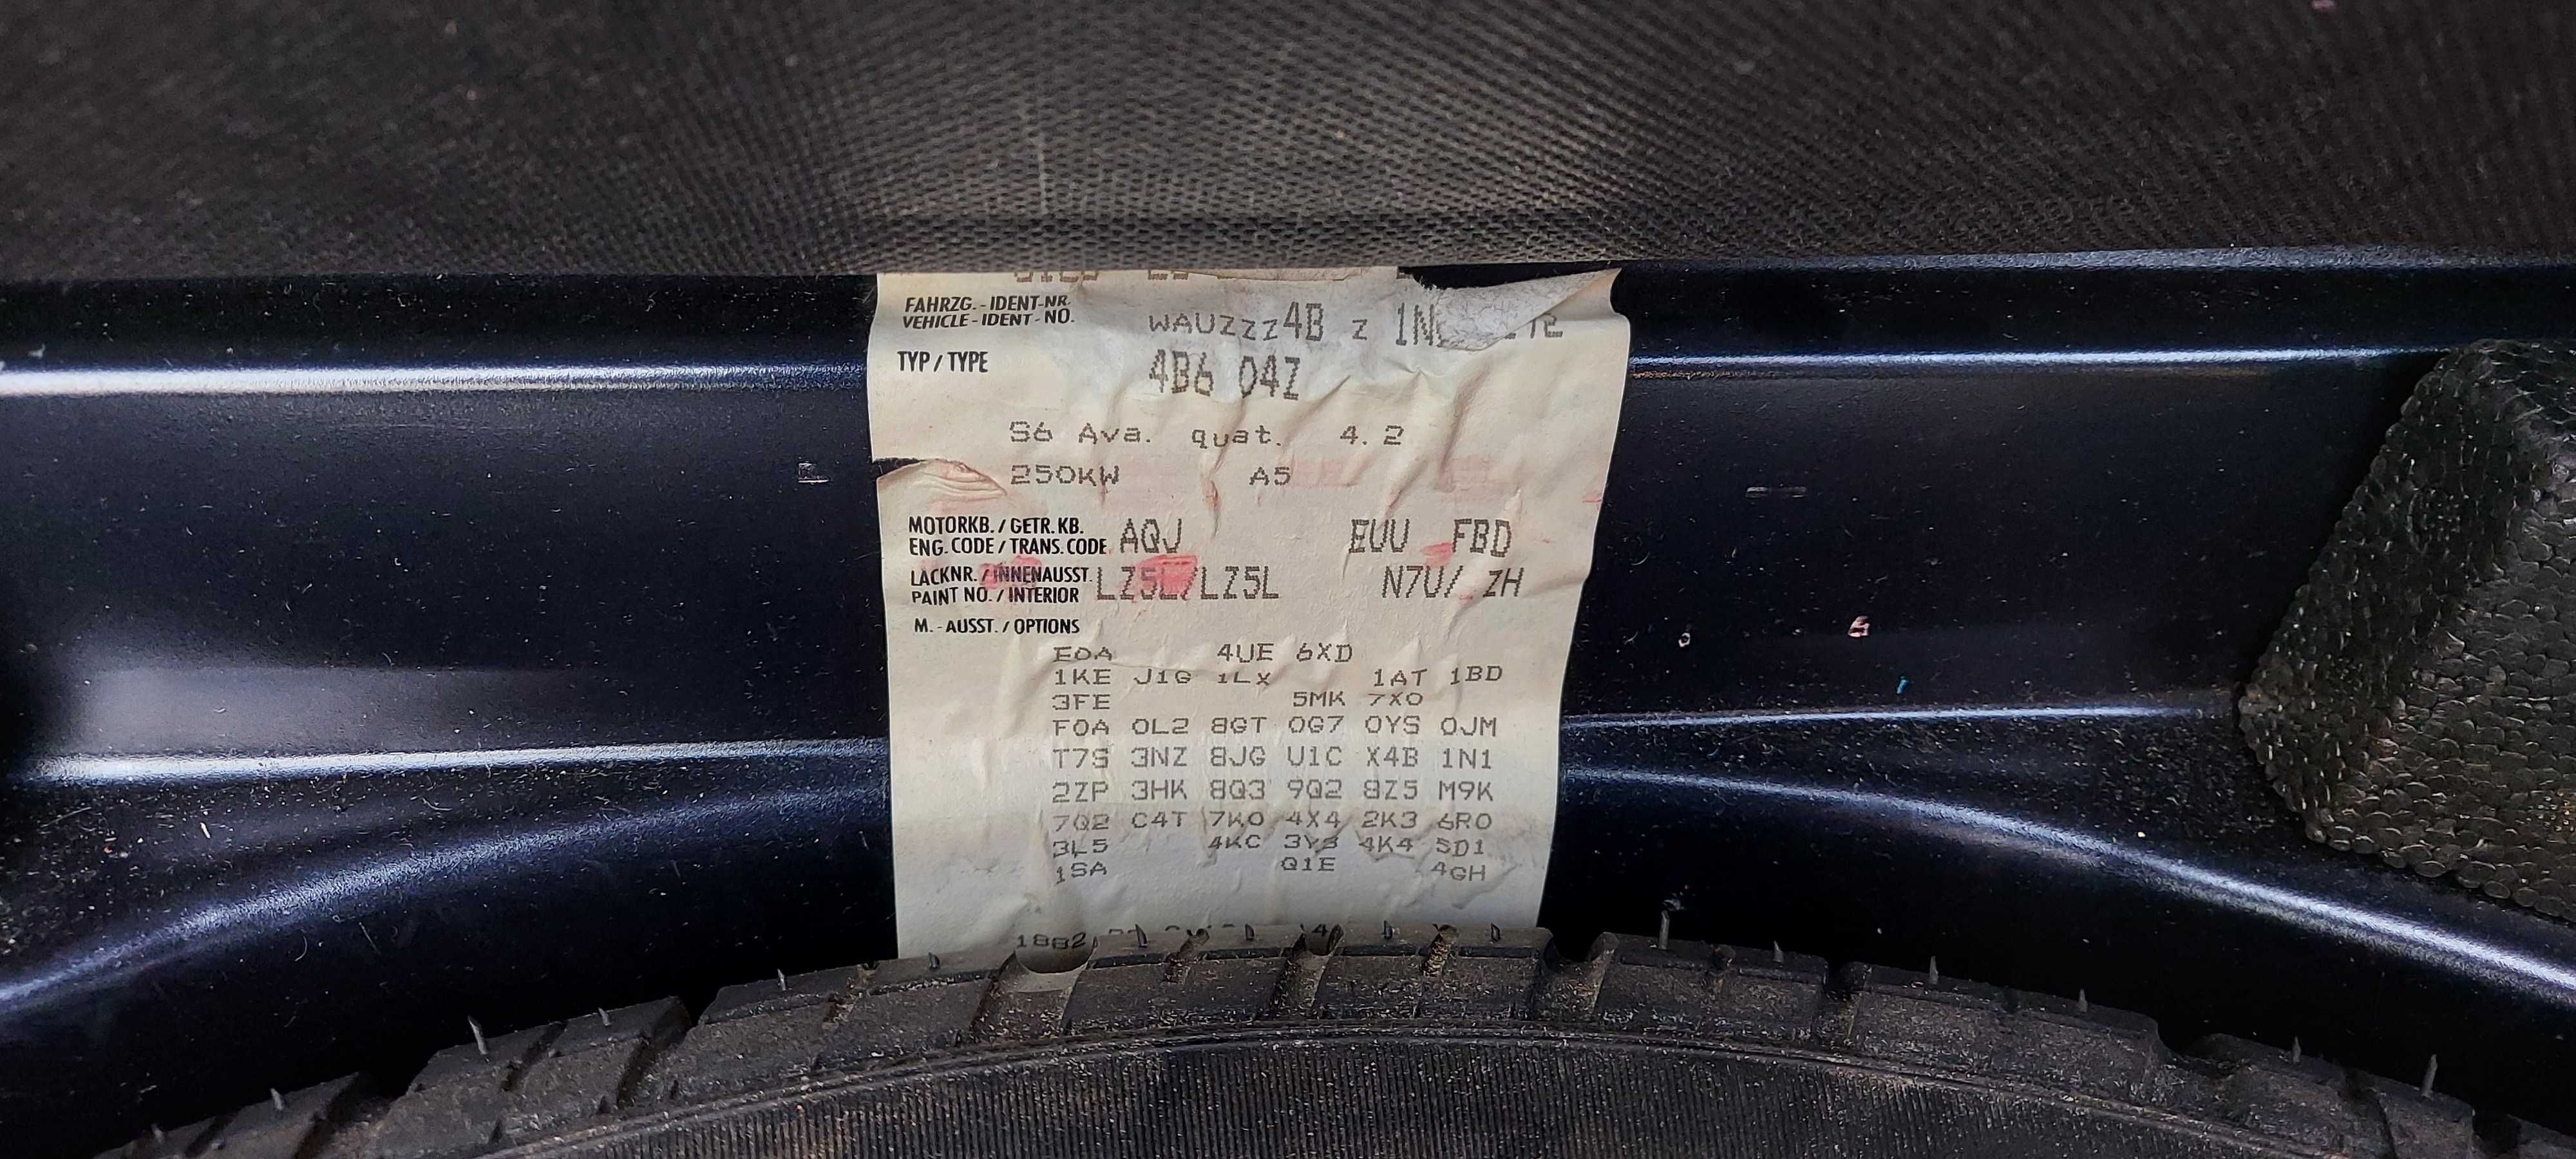 FAHRZG. - IDENT-NR.
VEHICLE - IDENT - NO. WAUZZZ4B Z
TYP / TYPE 4B6 04Z
S6 Ava. quat. 4.2
250KW A5
MOTORKB. / GETR. KB.
ENG. CODE / TRANS. CODE AQJ EUU FBD
LACKNR. / INNENAUSST. LZ5L/LZ5L N7U/ ZH
PAINT NO. / INTERIOR
M. - AUSST. / OPTIONS
E0A 4UE 6XD
1KE J1G 1LX 1AT 1BD
3FE 5MK 7X0
F0A 0L2 8GT 0G7 0YS 0JM
T7S 3NZ 8JG U1C X4B 1N1
2ZP 3HK 8Q3 9Q2 8Z5 M9K
7Q2 C4T 7K0 4X4 2K3 6R0
3L5 4KC 3Y3 4K4 5D1
1SA Q1E 4GH
1882